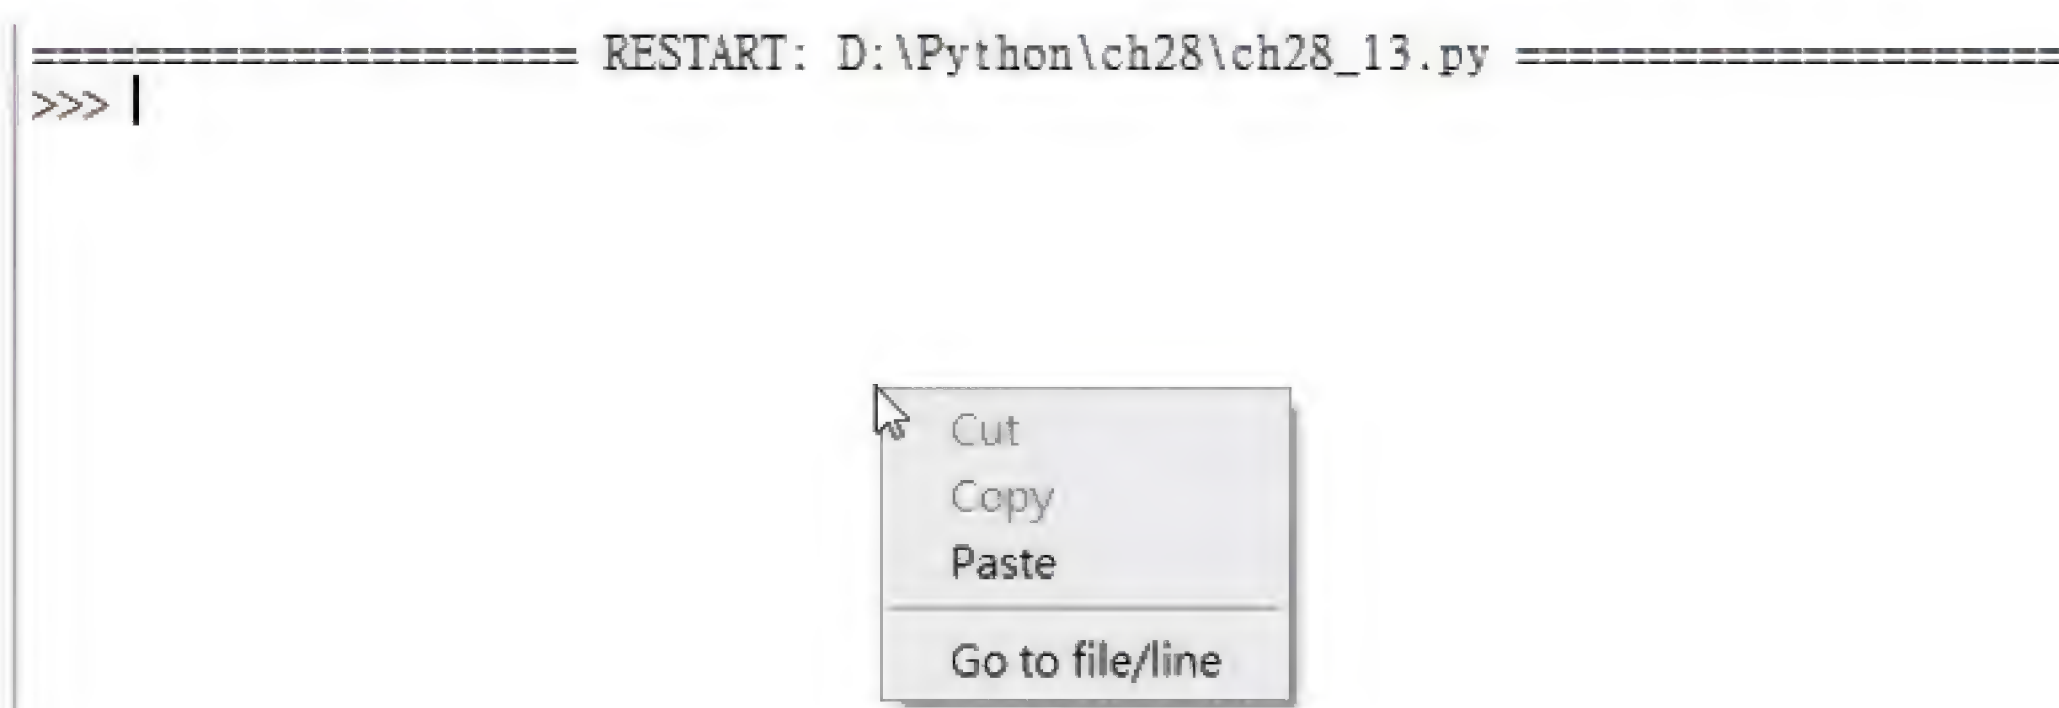 ===================== RESTART: D:\Python\ch28\ch28_13.py =====================
>>>
Cut
Copy
Paste
Go to file/line